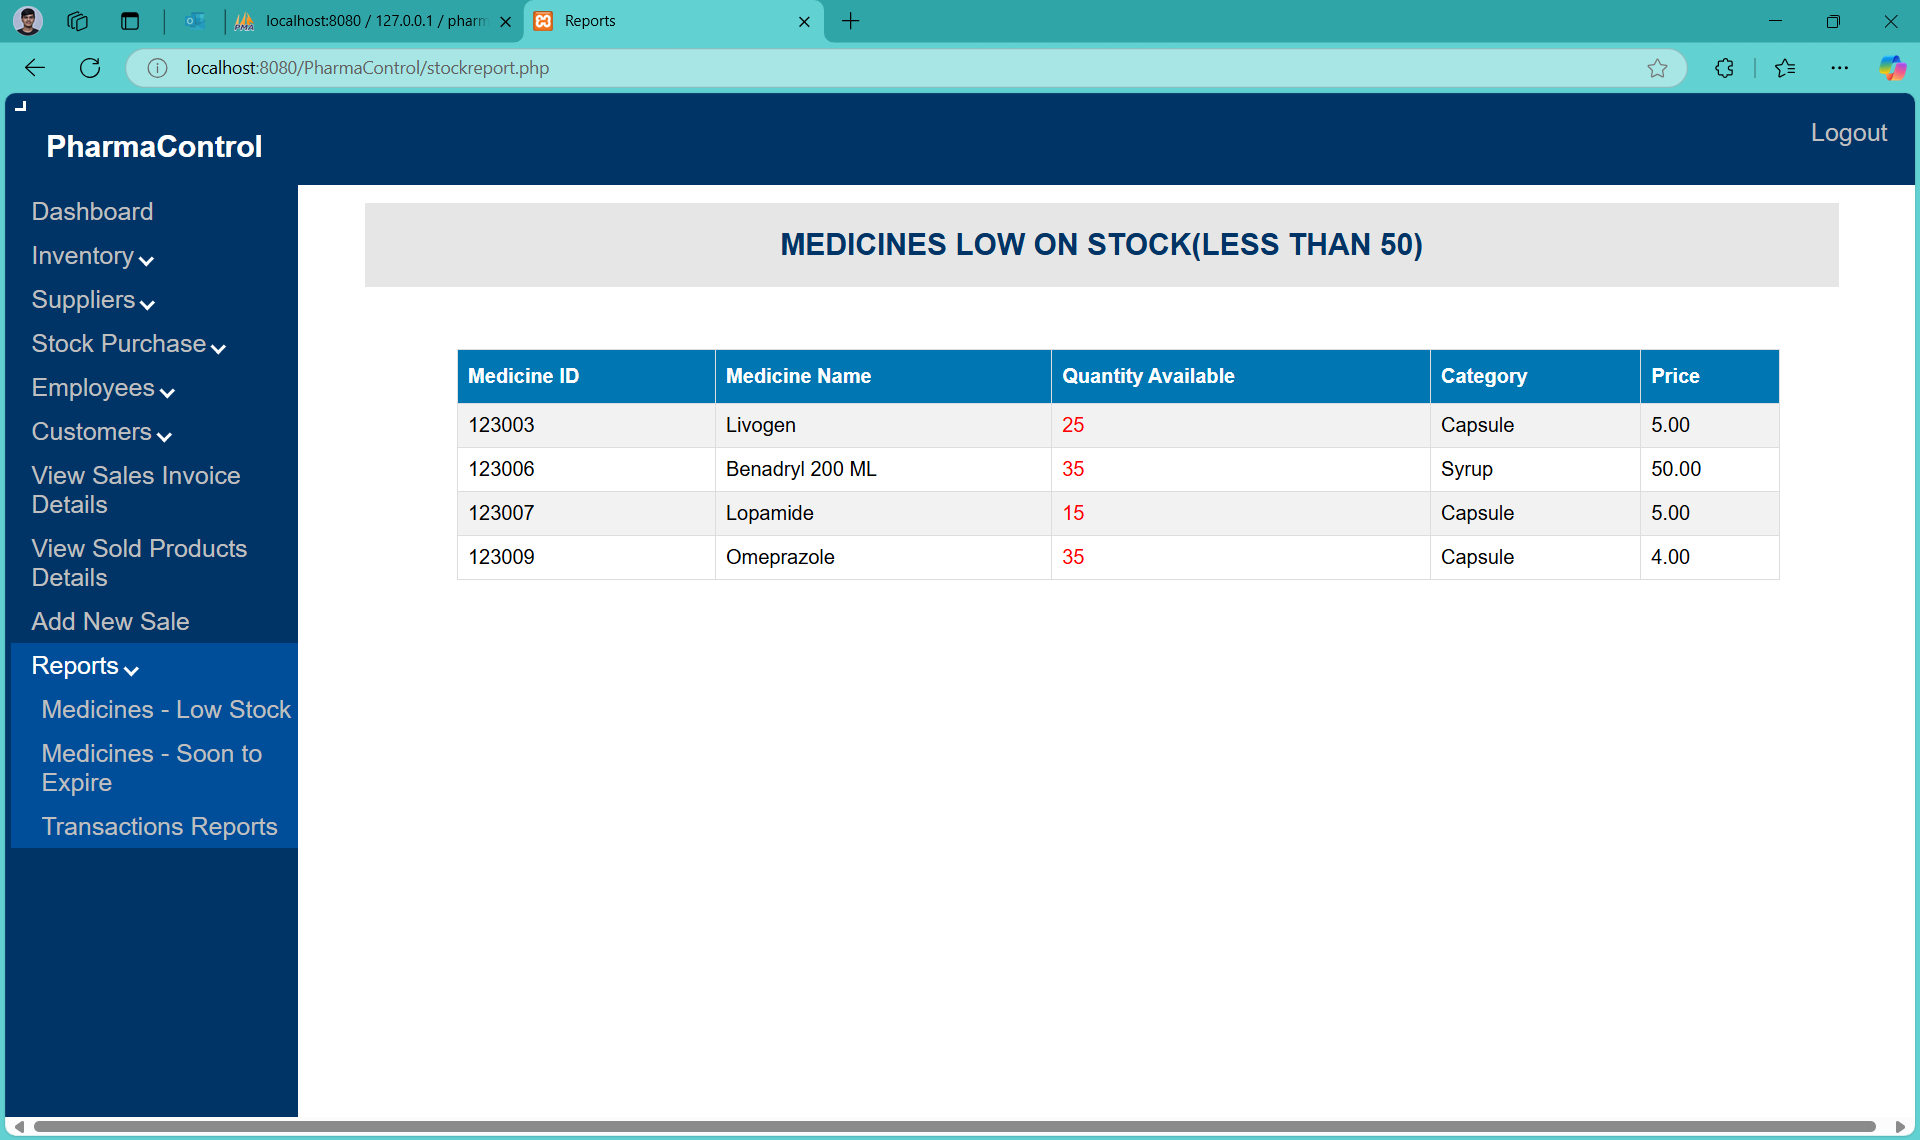 localhost:8080 / 127.0.0.1 / pharm
Reports
localhost:8080/PharmaControl/stockreport.php
PharmaControl
Logout
Dashboard
Inventory
Suppliers
Stock Purchase
Employees
Customers
View Sales Invoice
Details
View Sold Products
Details
Add New Sale
Reports
Medicines - Low Stock
Medicines - Soon to
Expire
Transactions Reports
MEDICINES LOW ON STOCK(LESS THAN 50)
Medicine ID Medicine Name Quantity Available Category Price
123003 Livogen 25 Capsule 5.00
123006 Benadryl 200 ML 35 Syrup 50.00
123007 Lopamide 15 Capsule 5.00
123009 Omeprazole 35 Capsule 4.00